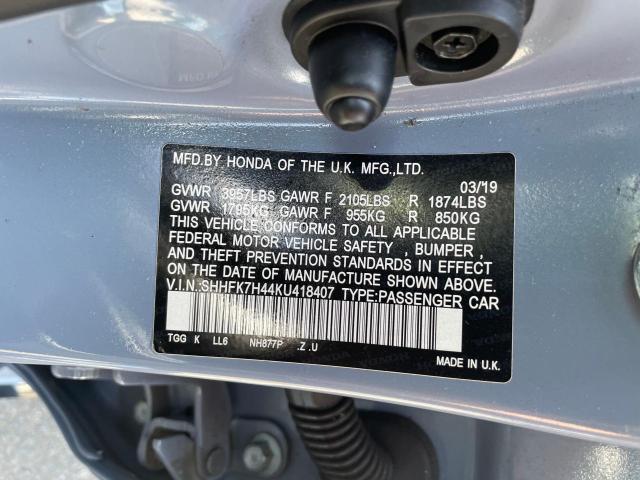 MFD.BY HONDA OF THE U.K. MFG.,LTD.
03/19
GVWR 3957LBS GAWR F 2105LBS R 1874LBS
GVWR 1795KG GAWR F 955KG R 850KG
THIS VEHICLE CONFORMS TO ALL APPLICABLE
FEDERAL MOTOR VEHICLE SAFETY , BUMPER ,
AND THEFT PREVENTION STANDARDS IN EFFECT
ON THE DATE OF MANUFACTURE SHOWN ABOVE.
V.I.N.:SHHFK7H44KU418407 TYPE:PASSENGER CAR
TGG K LL6 NH877P .Z .U
MADE IN U.K.